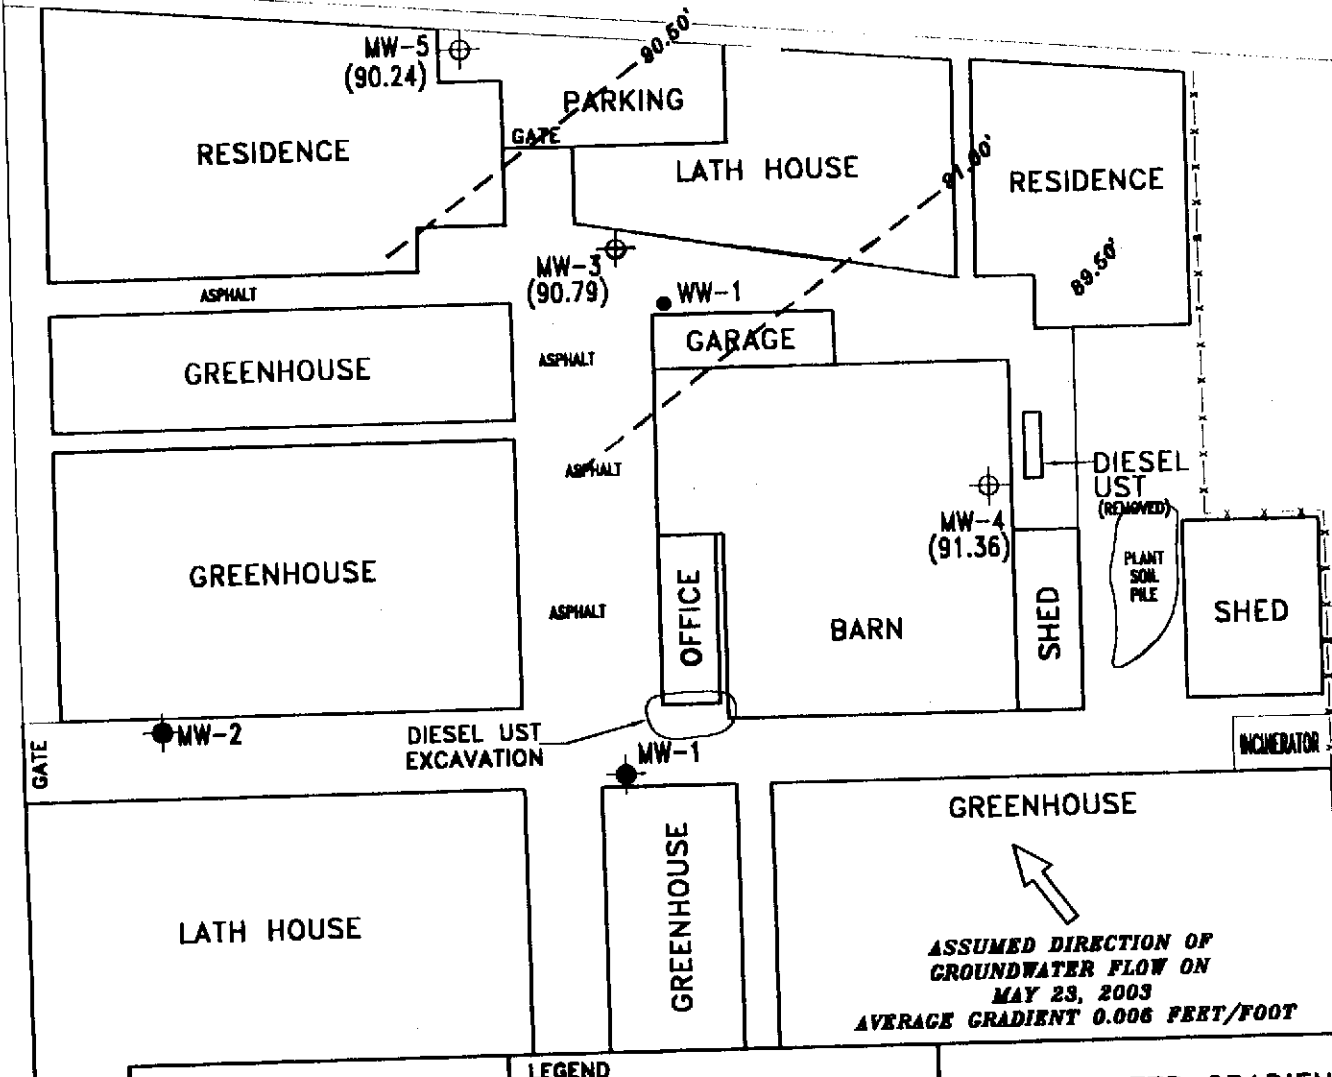 MW-5
(90.24)
90.50'
PARKING
GATE
RESIDENCE
LATH HOUSE
91.00'
RESIDENCE
89.50'
MW-3
(90.79)
ASPHALT
WW-1
GARAGE
ASPHALT
GREENHOUSE
ASPHALT
DIESEL
UST
(REMOVED)
MW-4
(91.36)
PLANT
SOIL
PILE
GREENHOUSE
ASPHALT
OFFICE
BARN
SHED
SHED
MW-2
DIESEL UST
EXCAVATION
MW-1
GATE
INCINERATOR
GREENHOUSE
GREENHOUSE
LATH HOUSE
ASSUMED DIRECTION OF
GROUNDWATER FLOW ON
MAY 23, 2003
AVERAGE GRADIENT 0.006 FEET/FOOT
LEGEND